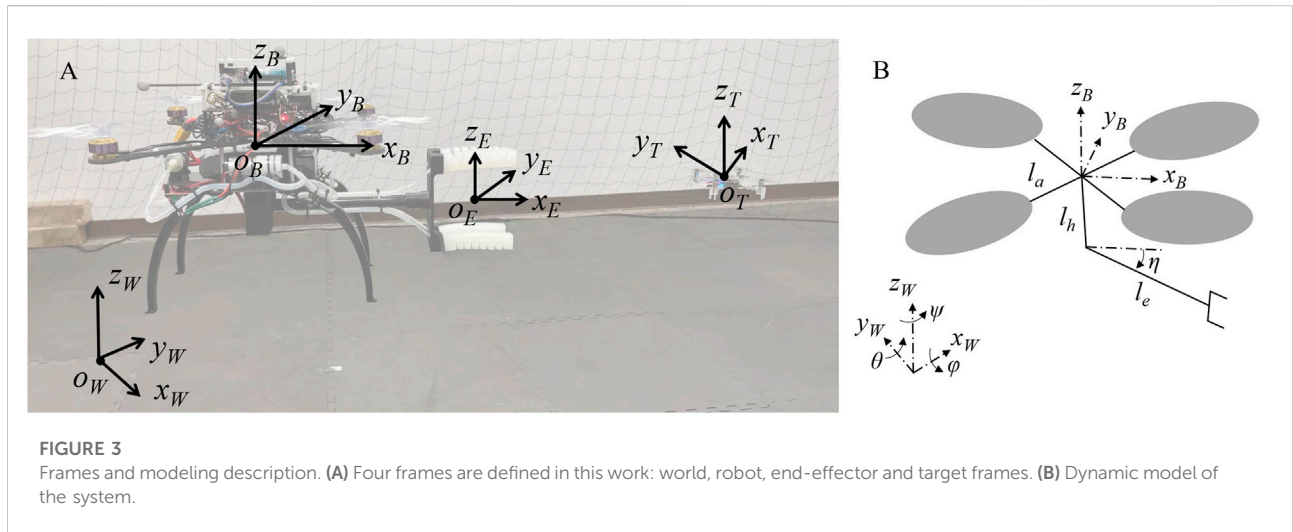 A
z_B
y_B
x_B
o_B
z_E
y_E
x_E
o_E
z_T
y_T
x_T
o_T
z_W
y_W
x_W
o_W
B
z_B
y_B
x_B
l_a
l_h
η
l_e
z_W
ψ
y_W
x_W
θ
φ
FIGURE 3
Frames and modeling description. (A) Four frames are defined in this work: world, robot, end-effector and target frames. (B) Dynamic model of
the system.